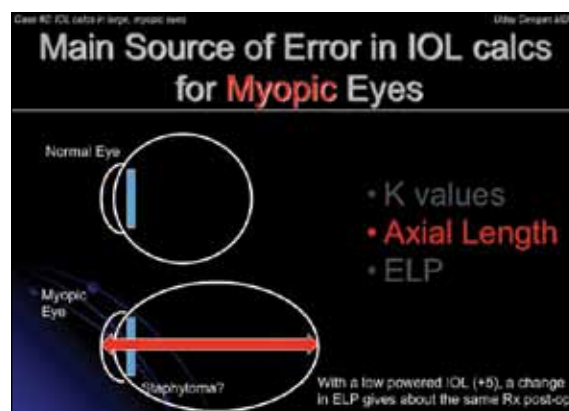 Case #2: IOL calcs in large, myopic eyes
Uday Devgan MD
Main Source of Error in IOL calcs
for Myopic Eyes
Normal Eye
• K values
• Axial Length
• ELP
Myopic
Eye
Staphyloma?
With a low powered IOL (+5), a change
in ELP gives about the same Rx post-op